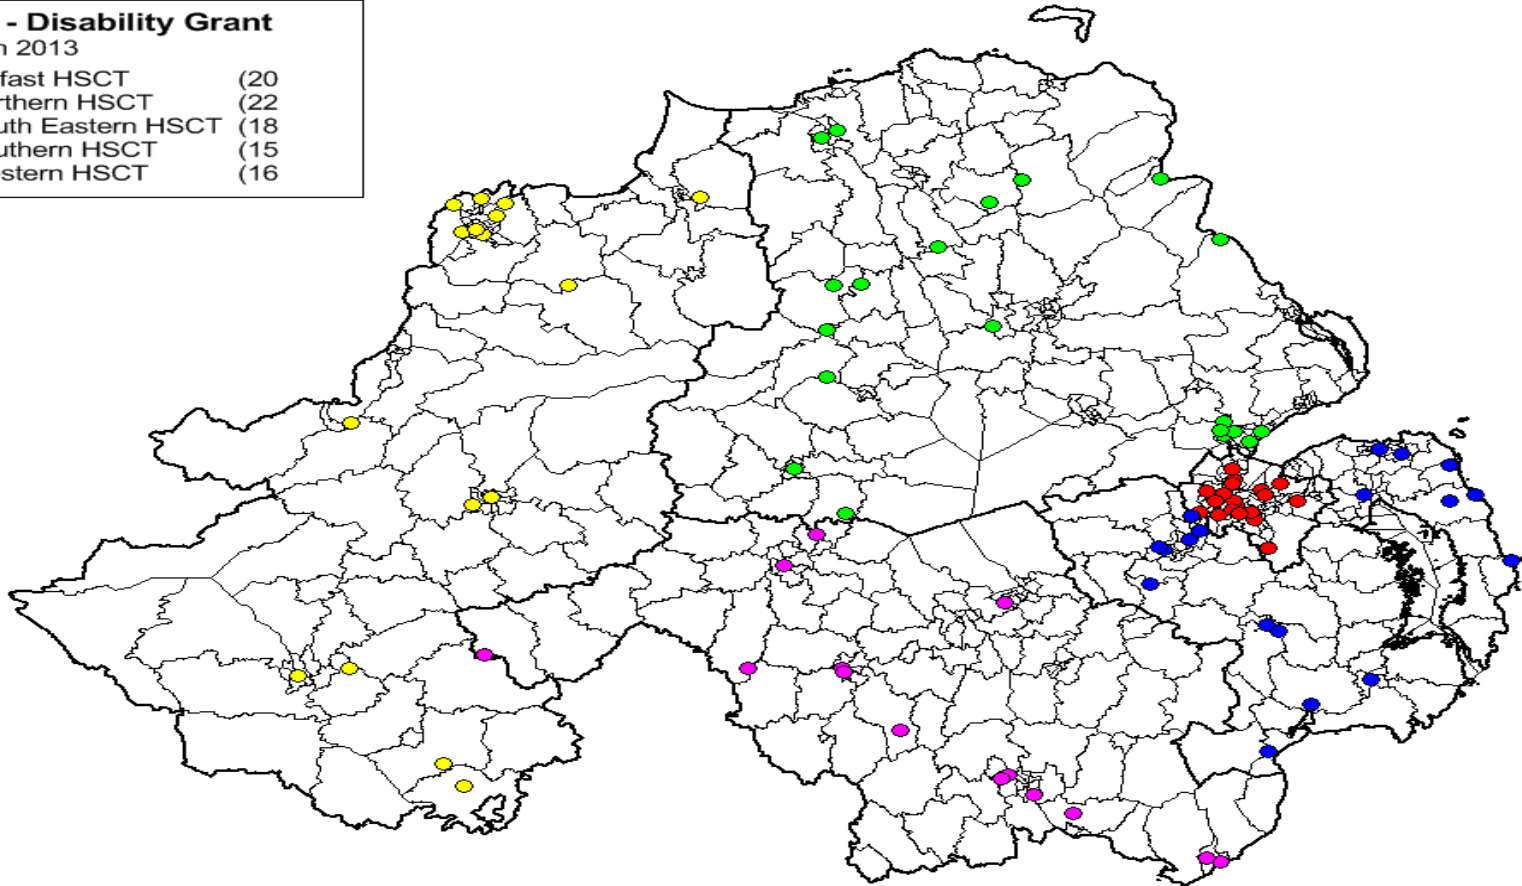 - Disability Grant
n 2013
fast HSCT (20
rthern HSCT (22
uth Eastern HSCT (18
uthern HSCT (15
stern HSCT (16